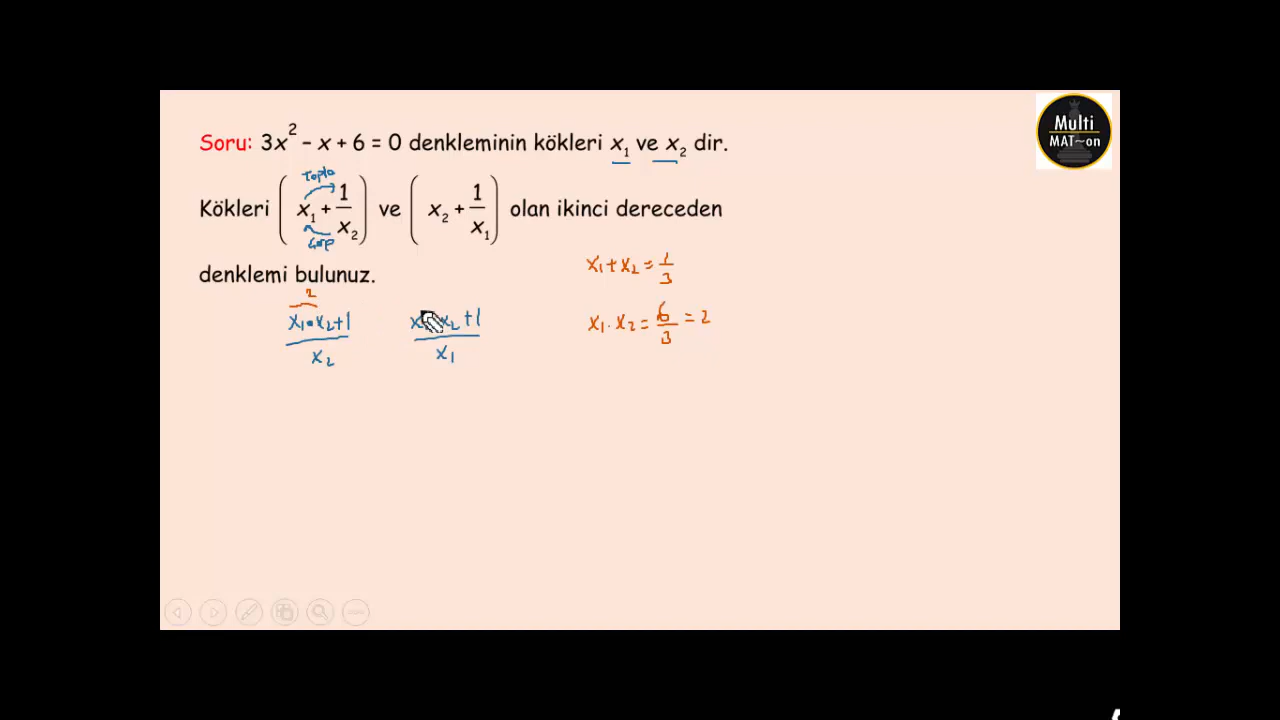 Multi
MAT~on
Soru: 3x² - x + 6 = 0 denkleminin kökleri x₁ ve x₂ dir.
Topla
Kökleri (x₁ + 1/x₂) ve (x₂ + 1/x₁) olan ikinci dereceden
Çarp
denklemi bulunuz.
x₁ + x₂ = 1/3
2
(x₁ • x₂ + 1)/x₂
x₂ + 1
x₁
x₁ . x₂ = 6/3 = 2